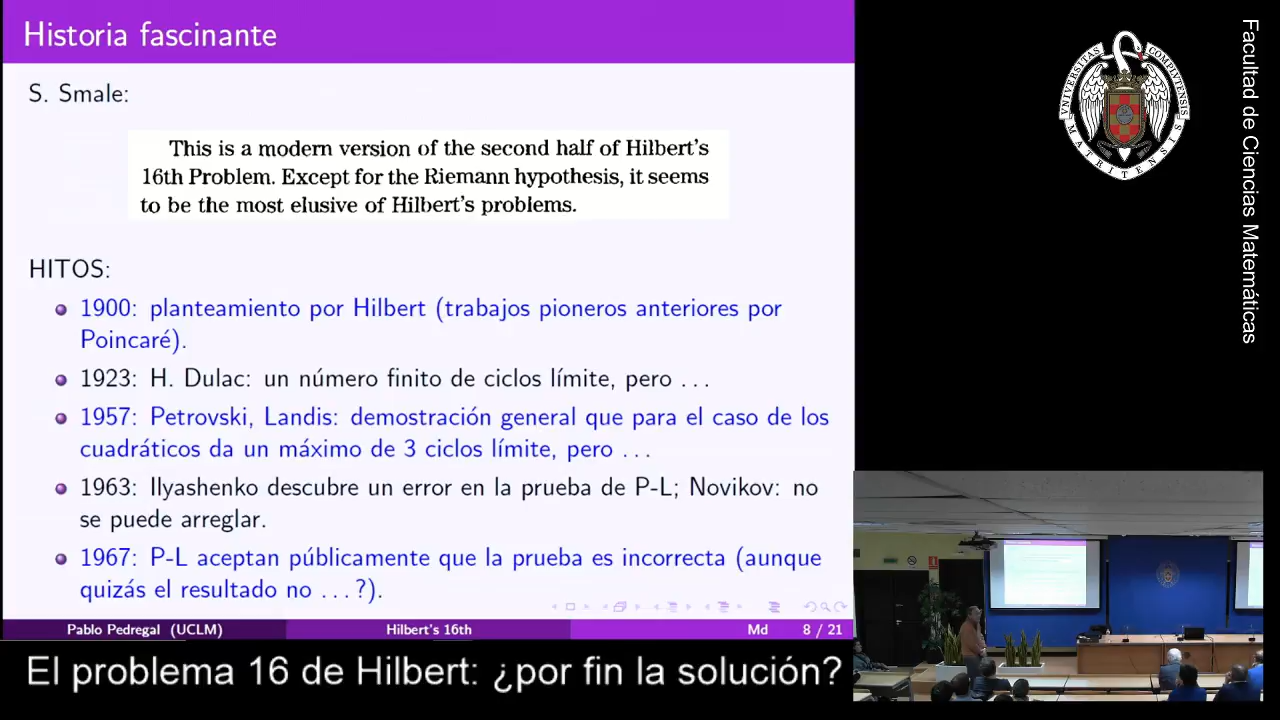 Historia fascinante
S. Smale:
This is a modern version of the second half of Hilbert's
16th Problem. Except for the Riemann hypothesis, it seems
to be the most elusive of Hilbert's problems.
HITOS:
1900: planteamiento por Hilbert (trabajos pioneros anteriores por
Poincaré).
1923: H. Dulac: un número finito de ciclos límite, pero ...
1957: Petrovski, Landis: demostración general que para el caso de los
cuadráticos da un máximo de 3 ciclos límite, pero ...
1963: Ilyashenko descubre un error en la prueba de P-L; Novikov: no
se puede arreglar.
1967: P-L aceptan públicamente que la prueba es incorrecta (aunque
quizás el resultado no ...?).
Pablo Pedregal (UCLM) Hilbert's 16th Md 8 / 21
El problema 16 de Hilbert: ¿por fin la solución?
VNIVERSITAS COMPLVTENSIS
MATRITENSIS
Facultad de Ciencias Matemáticas